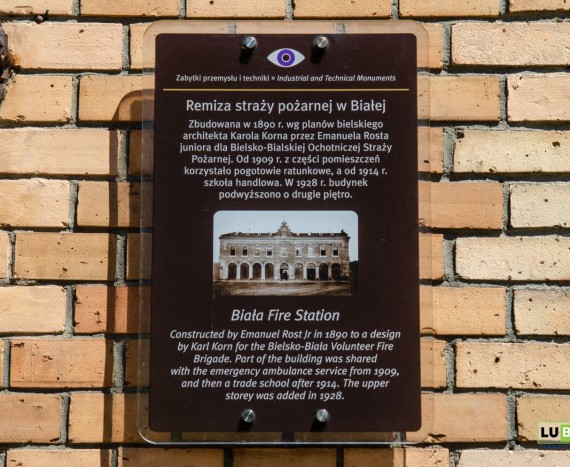 Zabytki przemysłu i techniki » Industrial and Technical Monuments
Remiza straży pożarnej w Białej
Zbudowana w 1890 r. wg planów bielskiego
architekta Karola Korna przez Emanuela Rosta
juniora dla Bielsko-Bialskiej Ochotniczej Straży
Pożarnej. Od 1909 r. z części pomieszczeń
korzystało pogotowie ratunkowe, a od 1914 r.
szkoła handlowa. W 1928 r. budynek
podwyższono o drugie piętro.
Biała Fire Station
Constructed by Emanuel Rost Jr in 1890 to a design
by Karl Korn for the Bielsko-Biała Volunteer Fire
Brigade. Part of the building was shared
with the emergency ambulance service from 1909,
and then a trade school after 1914. The upper
storey was added in 1928.